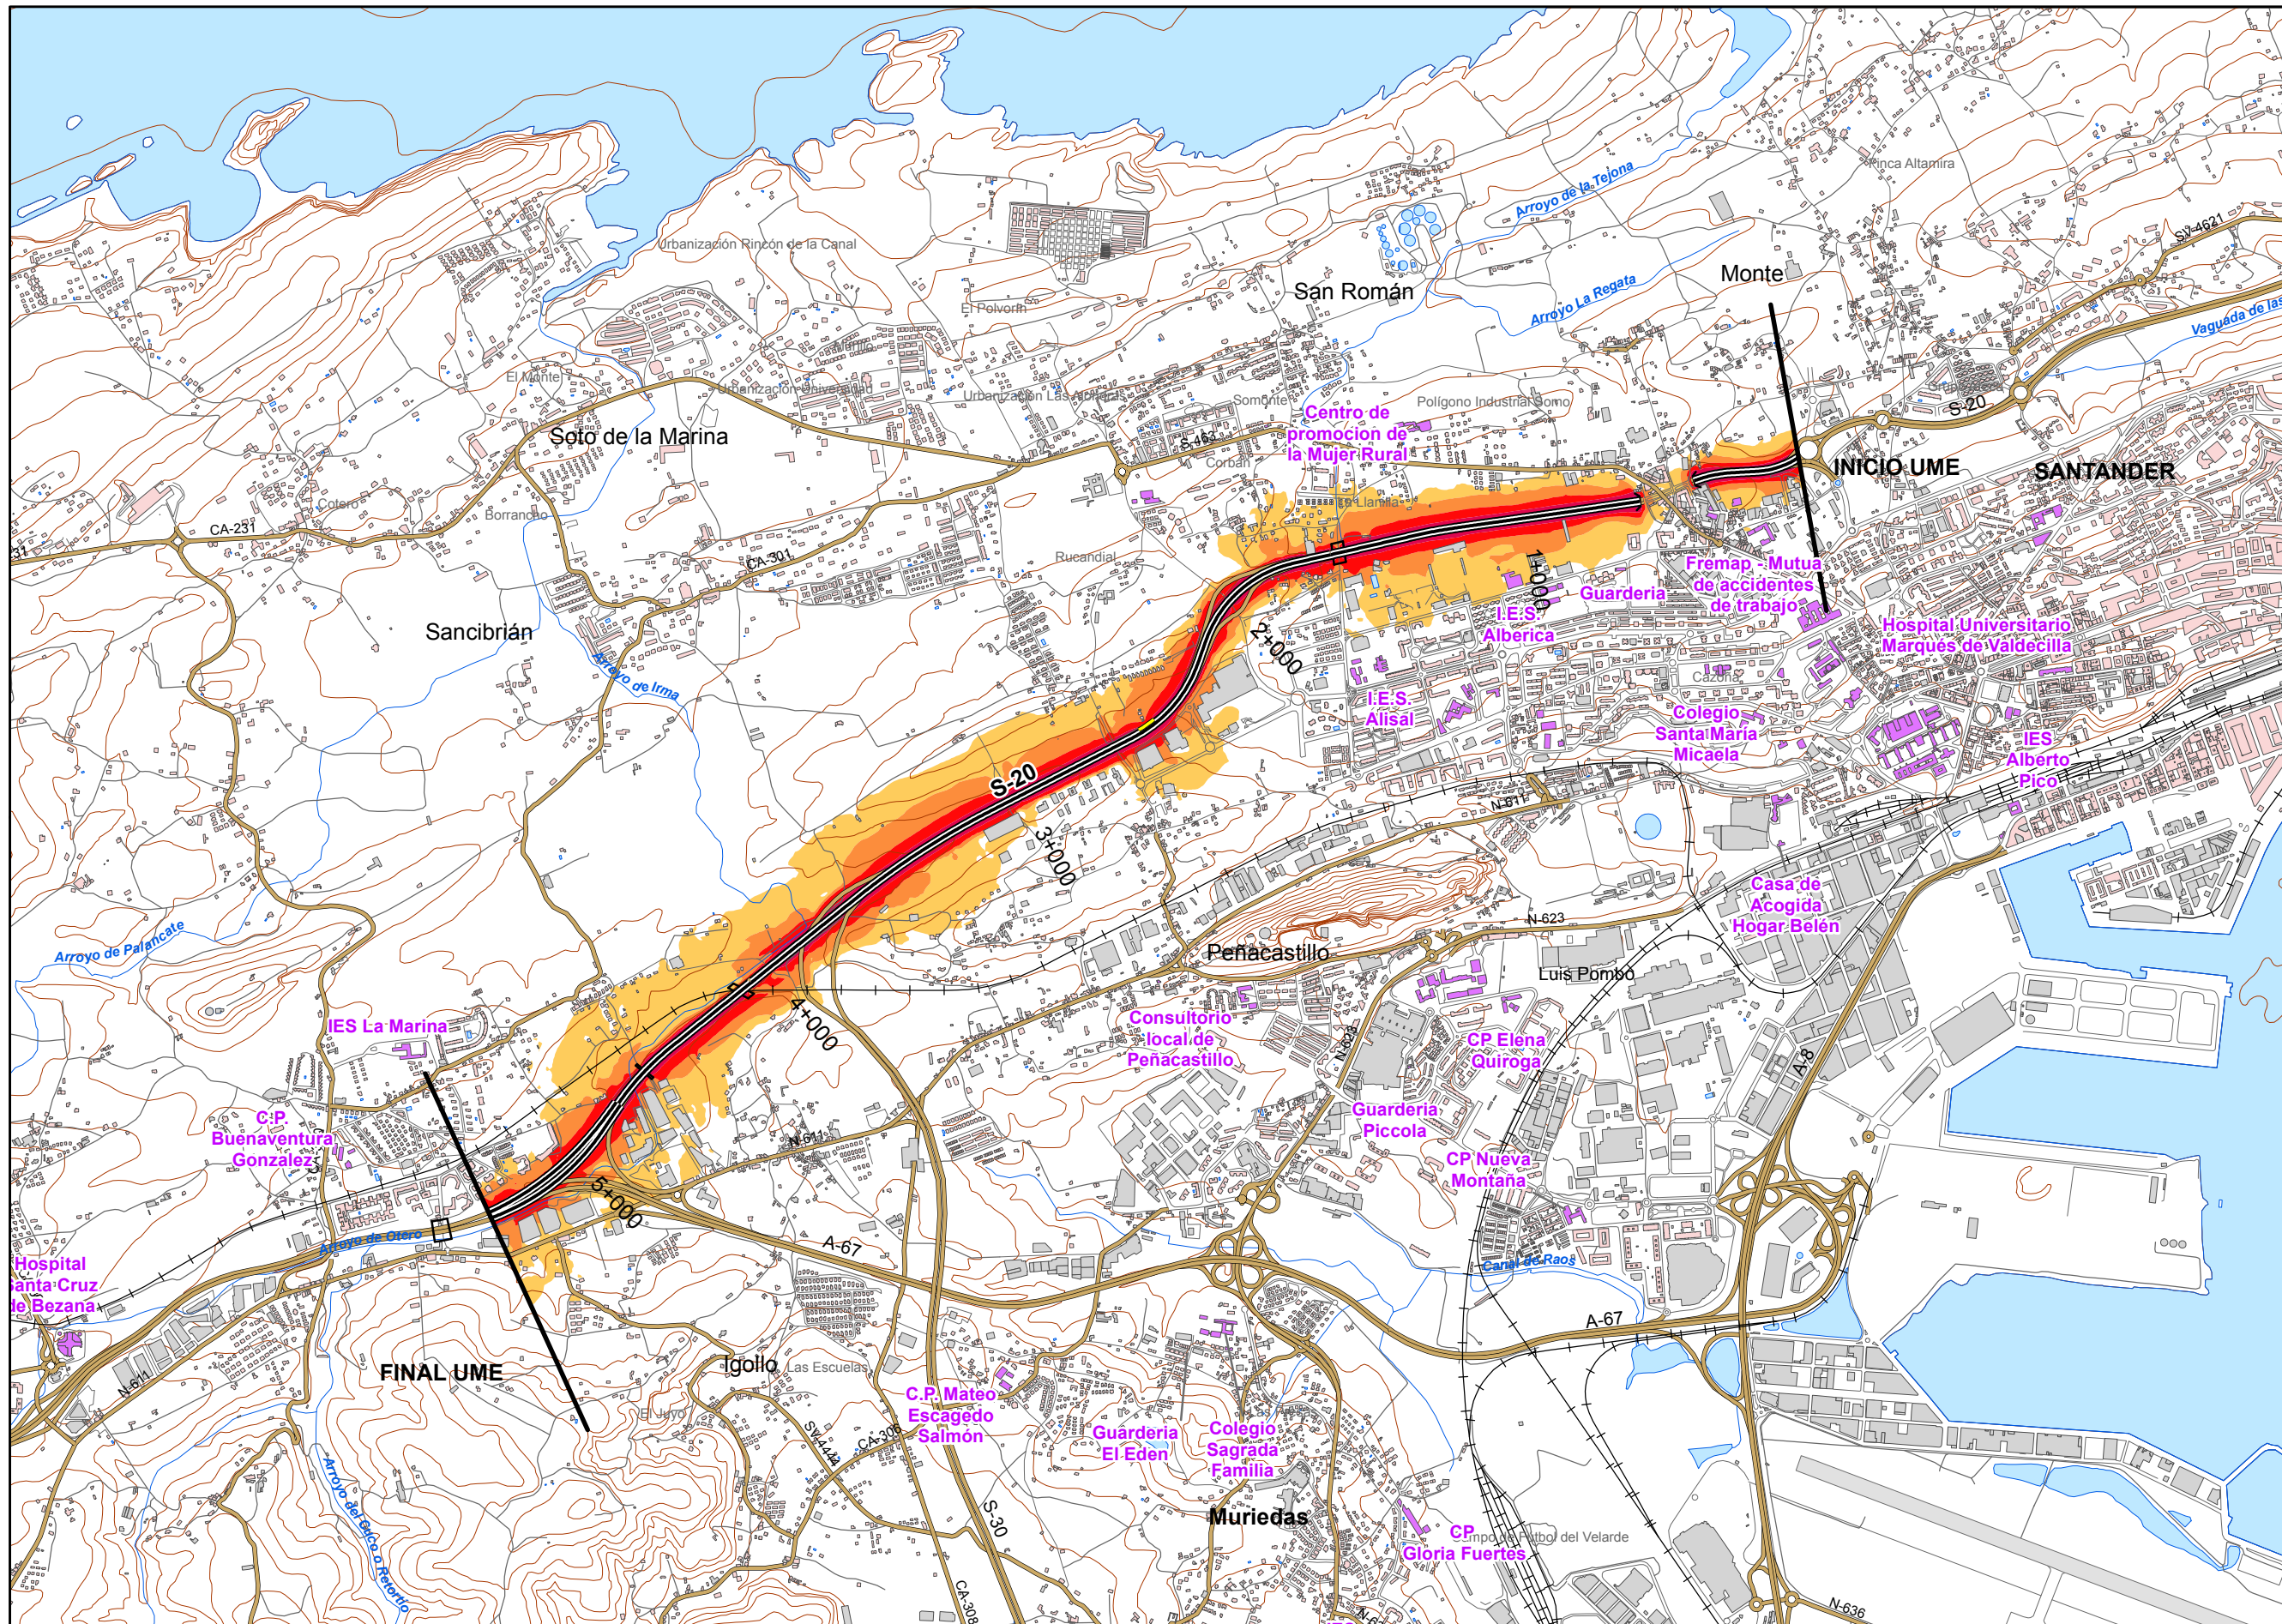 Finca Altamira
Arroyo de la Tejona
SV-4621
Urbanización Rincón de la Canal
Monte
San Román
Arroyo La Regata
El Polvorín
Vaguada de las
El Monte
Urbanización Universidad
Urbanización Las
Somonte
Polígono Industrial Somo
S-20
Centro de
promocion de
la Mujer Rural
Soto de la Marina
S-463
Corbán
INICIO UME
SANTANDER
Cotero
Borrancho
La Llanilla
CA-231
31
CA-301
Rucandial
1+000
Fremap - Mutua
de accidentes
de trabajo
Guarderia
I.E.S.
Alberica
Sancibrián
Hospital Universitario
Marqués de Valdecilla
2+000
Arroyo de Irma
Cazoña
I.E.S.
Alisal
Colegio
Santa María
Micaela
IES
Alberto
Pico
S-20
N-611
3+000
Casa de
Acogida
Hogar Belén
N-623
Arroyo de Palancate
Peñacastillo
Luis Pombo
4+000
IES La Marina
Consultorio
local de
Peñacastillo
N-623
CP Elena
Quiroga
A-8
C.P.
Buenaventura
Gonzalez
Guarderia
Piccola
N-611
CP Nueva
Montaña
5+000
Arroyo de Otero
A-67
Hospital
Santa Cruz
de Bezana
Canal de Raos
A-67
FINAL UME
Igollo
Las Escuelas
N-611
C.P. Mateo
Escagedo
Salmón
El Juyo
SV-4444
CA-308
Guarderia
El Eden
Colegio
Sagrada
Familia
Arroyo del Cuco o Retortio
S-30
Muriedas
CP
Gloria Fuertes
Campo de Futbol del Velarde
CA-308
N-636